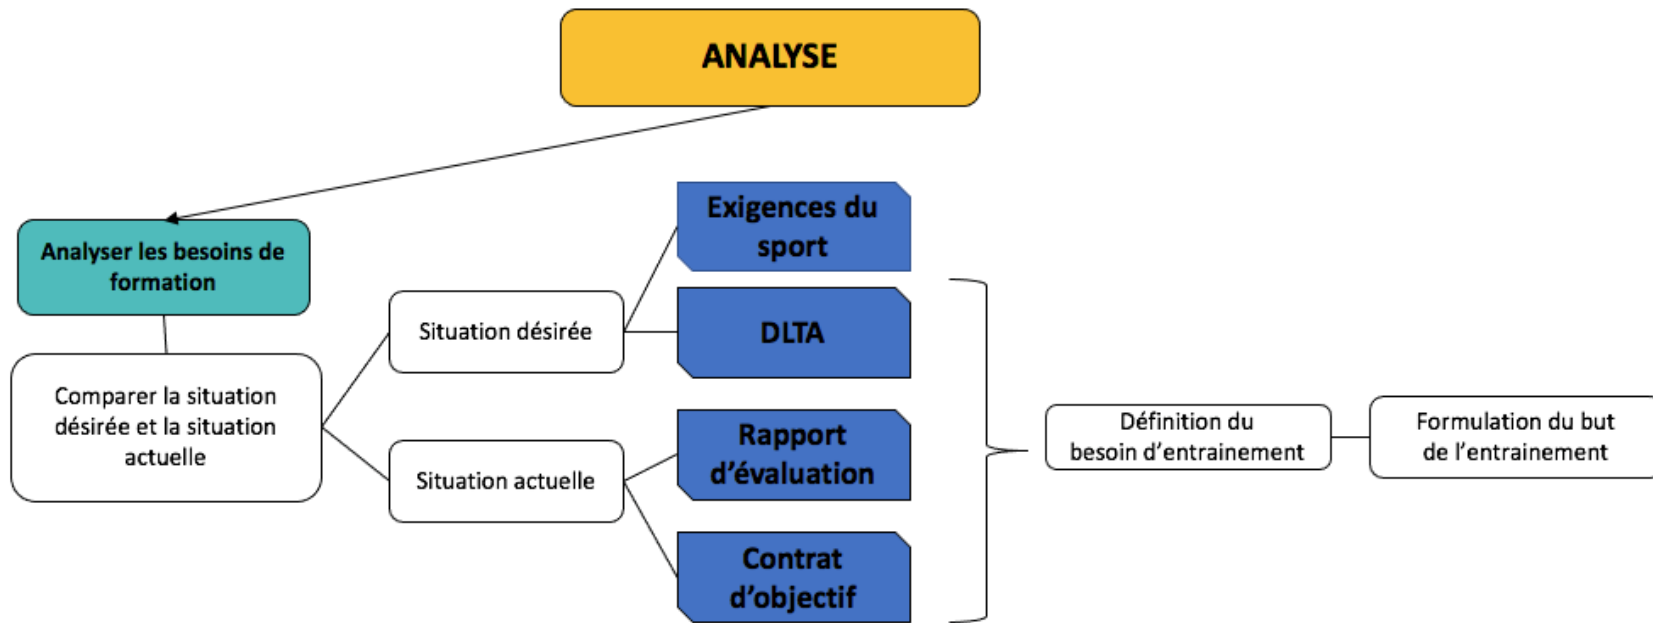 ANALYSE
Analyser les besoins de
formation
Comparer la situation
désirée et la situation
actuelle
Situation désirée
Situation actuelle
Exigences du
sport
DLTA
Rapport
d’évaluation
Contrat
d’objectif
Définition du
besoin d’entrainement
Formulation du but
de l’entrainement